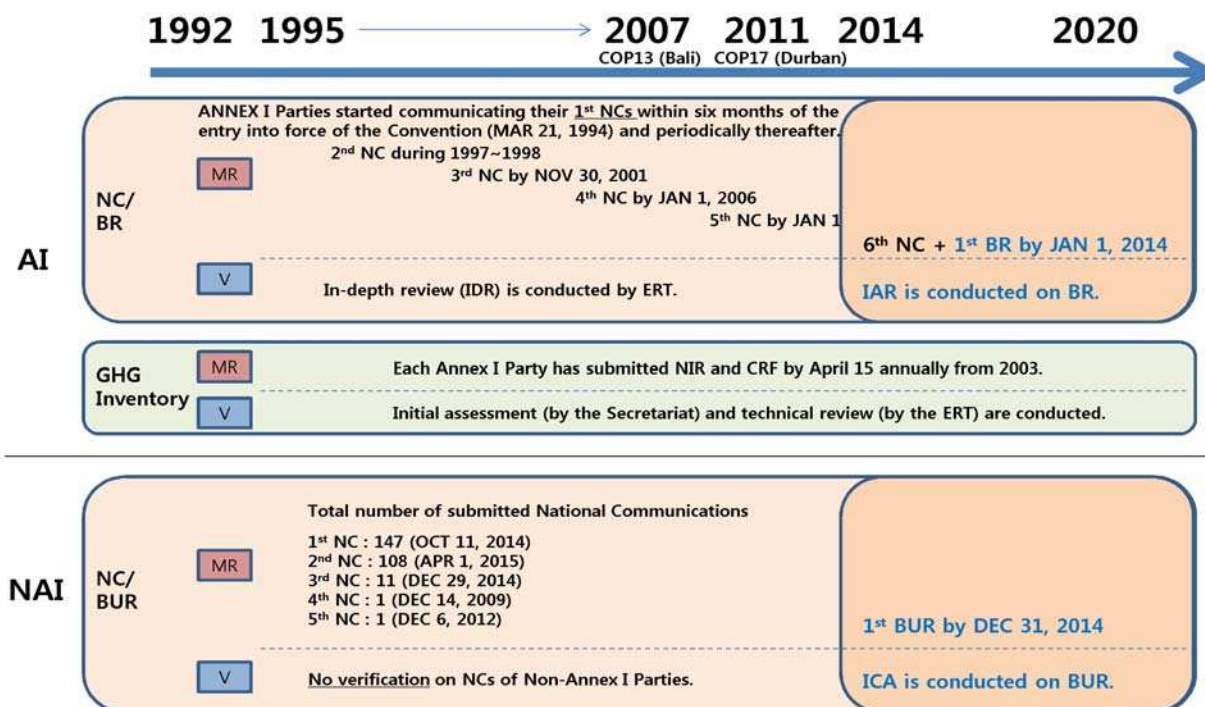 1992 1995 2007 2011 2014 2020
COP13 (Bali) COP17 (Durban)
AI
NC/
BR
MR
ANNEX I Parties started communicating their 1st NCs within six months of the
entry into force of the Convention (MAR 21, 1994) and periodically thereafter.
2nd NC during 1997~1998
3rd NC by NOV 30, 2001
4th NC by JAN 1, 2006
5th NC by JAN 1
6th NC + 1st BR by JAN 1, 2014
V
In-depth review (IDR) is conducted by ERT.
IAR is conducted on BR.
GHG
Inventory
MR
Each Annex I Party has submitted NIR and CRF by April 15 annually from 2003.
V
Initial assessment (by the Secretariat) and technical review (by the ERT) are conducted.
NAI
NC/
BUR
MR
Total number of submitted National Communications
1st NC : 147 (OCT 11, 2014)
2nd NC : 108 (APR 1, 2015)
3rd NC : 11 (DEC 29, 2014)
4th NC : 1 (DEC 14, 2009)
5th NC : 1 (DEC 6, 2012)
1st BUR by DEC 31, 2014
V
No verification on NCs of Non-Annex I Parties.
ICA is conducted on BUR.